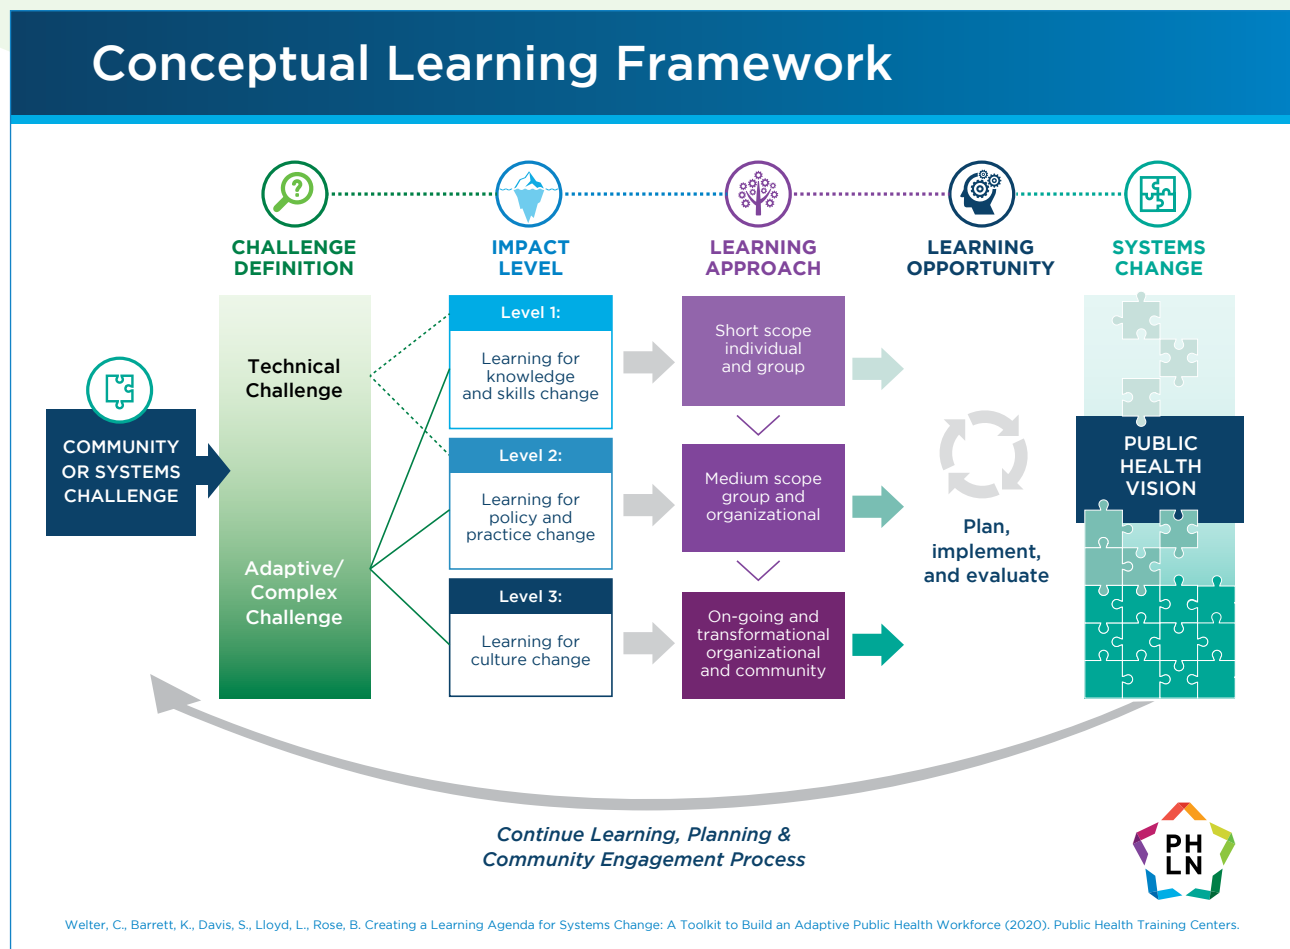 Conceptual Learning Framework
CHALLENGE
DEFINITION
IMPACT
LEVEL
LEARNING
APPROACH
LEARNING
OPPORTUNITY
SYSTEMS
CHANGE
COMMUNITY
OR SYSTEMS
CHALLENGE
Technical
Challenge
Adaptive/
Complex
Challenge
Level 1:
Learning for
knowledge
and skills change
Level 2:
Learning for
policy and
practice change
Level 3:
Learning for
culture change
Short scope
individual
and group
Medium scope
group and
organizational
On-going and
transformational
organizational
and community
Plan,
implement,
and evaluate
PUBLIC
HEALTH
VISION
Continue Learning, Planning &
Community Engagement Process
PH
LN
Welter, C., Barrett, K., Davis, S., Lloyd, L., Rose, B. Creating a Learning Agenda for Systems Change: A Toolkit to Build an Adaptive Public Health Workforce (2020). Public Health Training Centers.